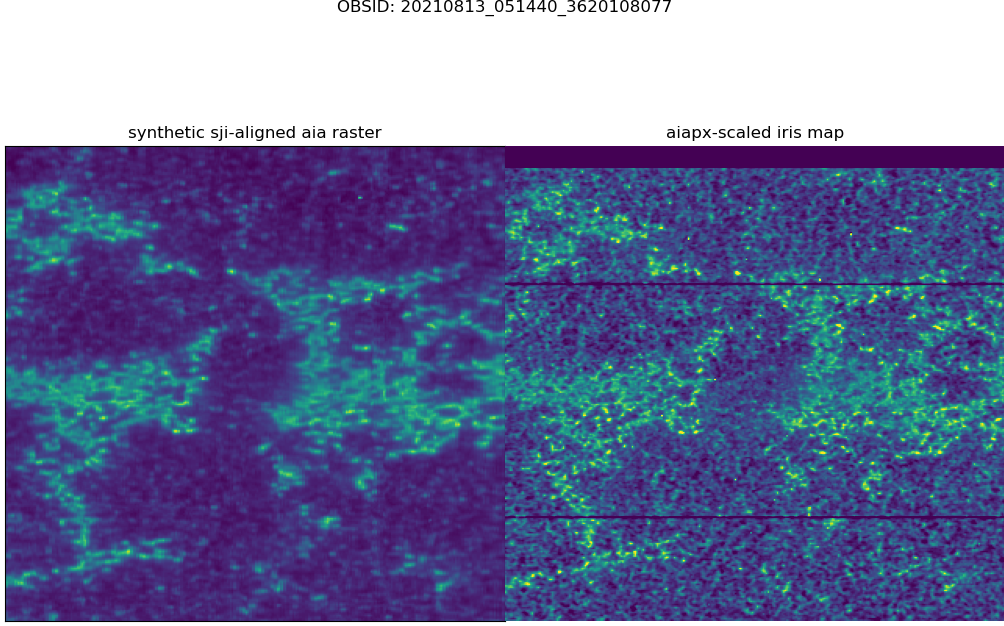 OBSID: 20210813_051440_3620108077
synthetic sji-aligned aia raster
aiapx-scaled iris map